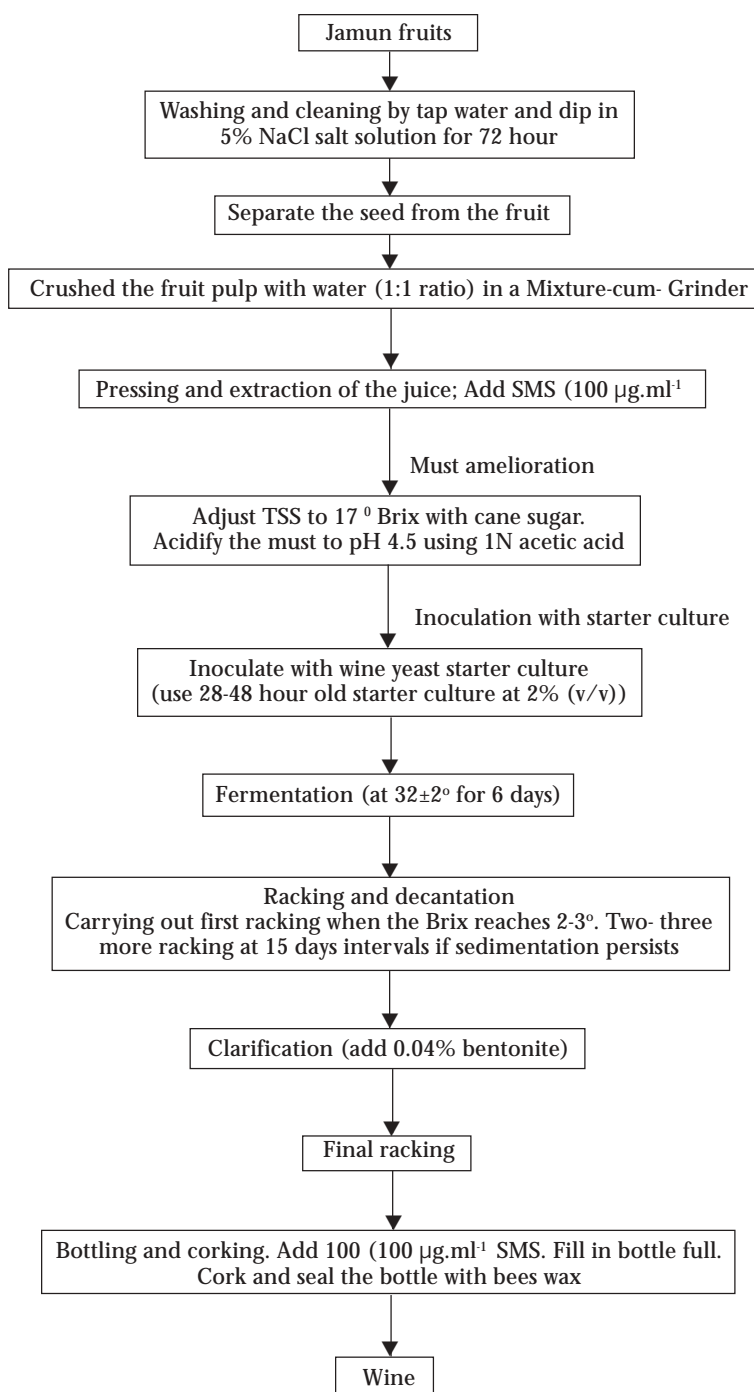 Jamun fruits
Washing and cleaning by tap water and dip in
5% NaCl salt solution for 72 hour
Separate the seed from the fruit
Crushed the fruit pulp with water (1:1 ratio) in a Mixture-cum- Grinder
Pressing and extraction of the juice; Add SMS (100 µg.ml⁻¹
Must amelioration
Adjust TSS to 17 ⁰ Brix with cane sugar.
Acidify the must to pH 4.5 using 1N acetic acid
Inoculation with starter culture
Inoculate with wine yeast starter culture
(use 28-48 hour old starter culture at 2% (v/v))
Fermentation (at 32±2º for 6 days)
Racking and decantation
Carrying out first racking when the Brix reaches 2-3º. Two- three
more racking at 15 days intervals if sedimentation persists
Clarification (add 0.04% bentonite)
Final racking
Bottling and corking. Add 100 (100 µg.ml⁻¹ SMS. Fill in bottle full.
Cork and seal the bottle with bees wax
Wine